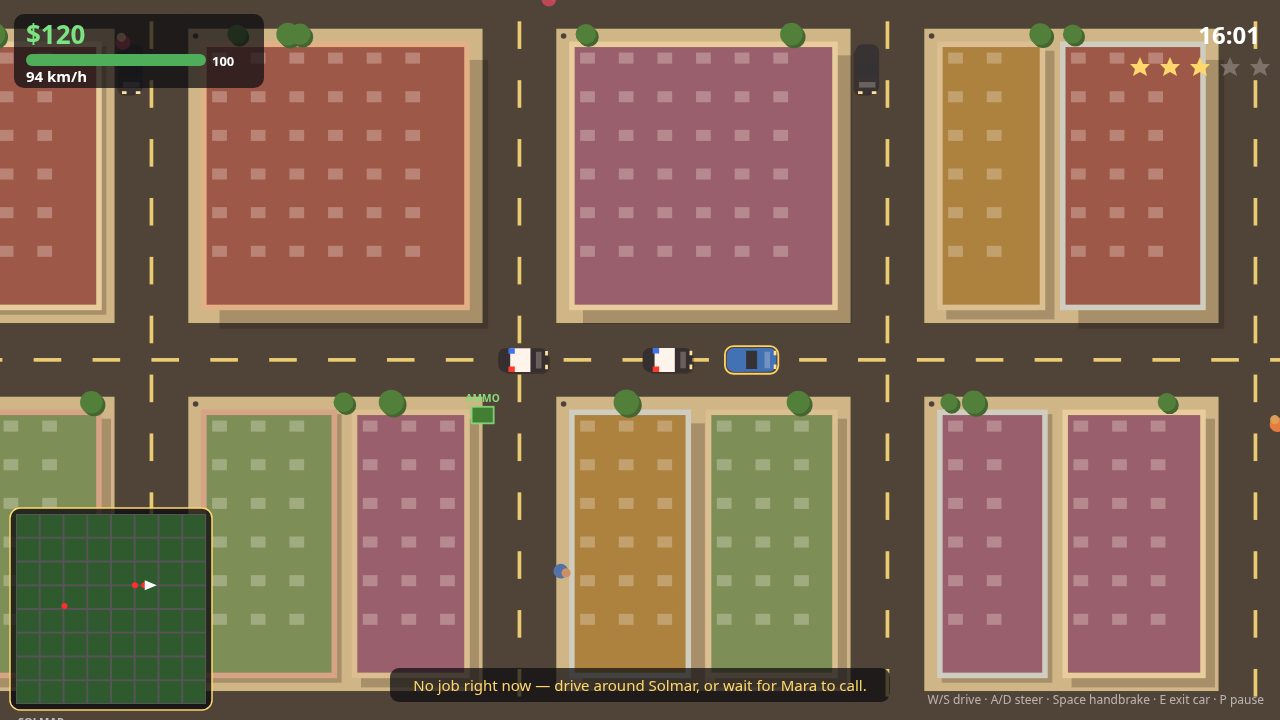 $120
100
94 km/h
16:01
AMMO
No job right now — drive around Solmar, or wait for Mara to call.
W/S drive · A/D steer · Space handbrake · E exit car · P pause
SOLMAR